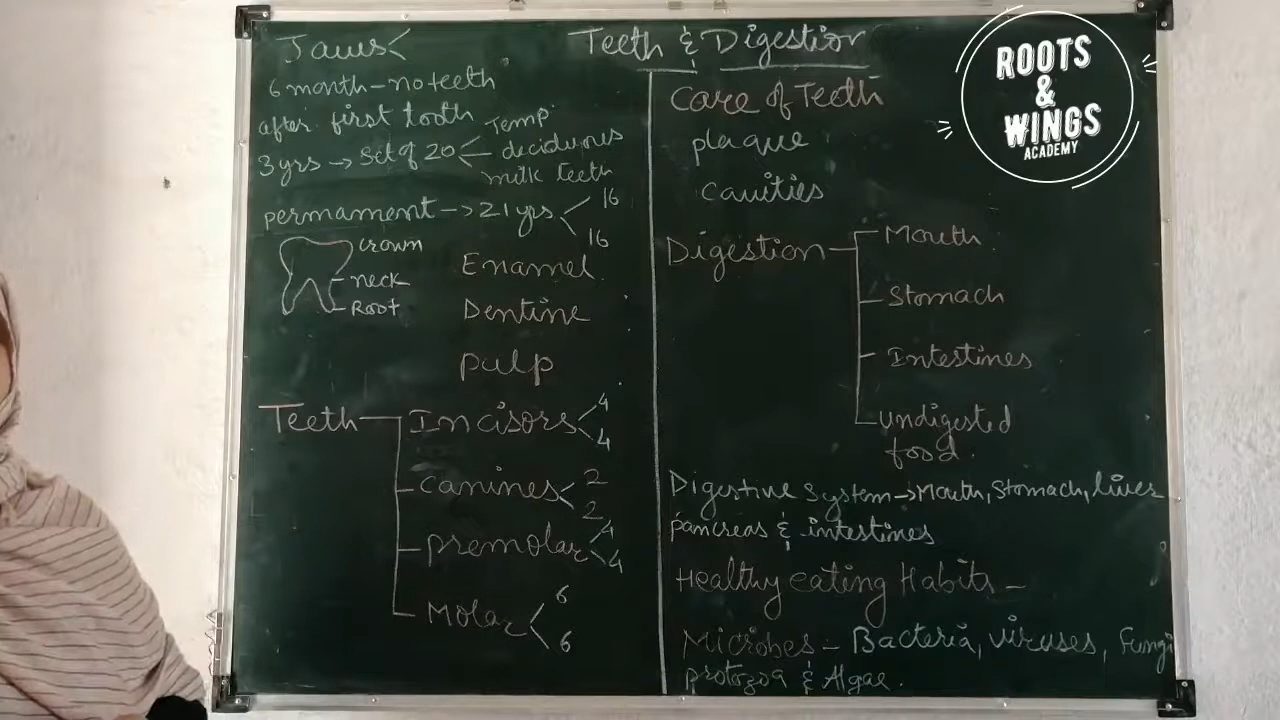 Teeth & Digestion
Jaws <
6 month - no teeth
after first tooth
3 yrs → Set of 20 < Temp
deciduous
milk teeth
permament → 21 yrs < 16
16
crown
neck
Root
Enamel
Dentine
pulp
Teeth
Incisors < 4
4
Canines < 2
2
premolar < 4
4
Molar < 6
6
Care of Teeth
plaque
Cavities
Digestion
Mouth
Stomach
Intestines
Undigested
food.
Digestive System → Mouth, Stomach, liver
pancreas & intestines
Healthy eating Habits -
Microbes - Bacteria, viruses, Fungi
protozoa & Algae.
ROOTS
&
WINGS
ACADEMY